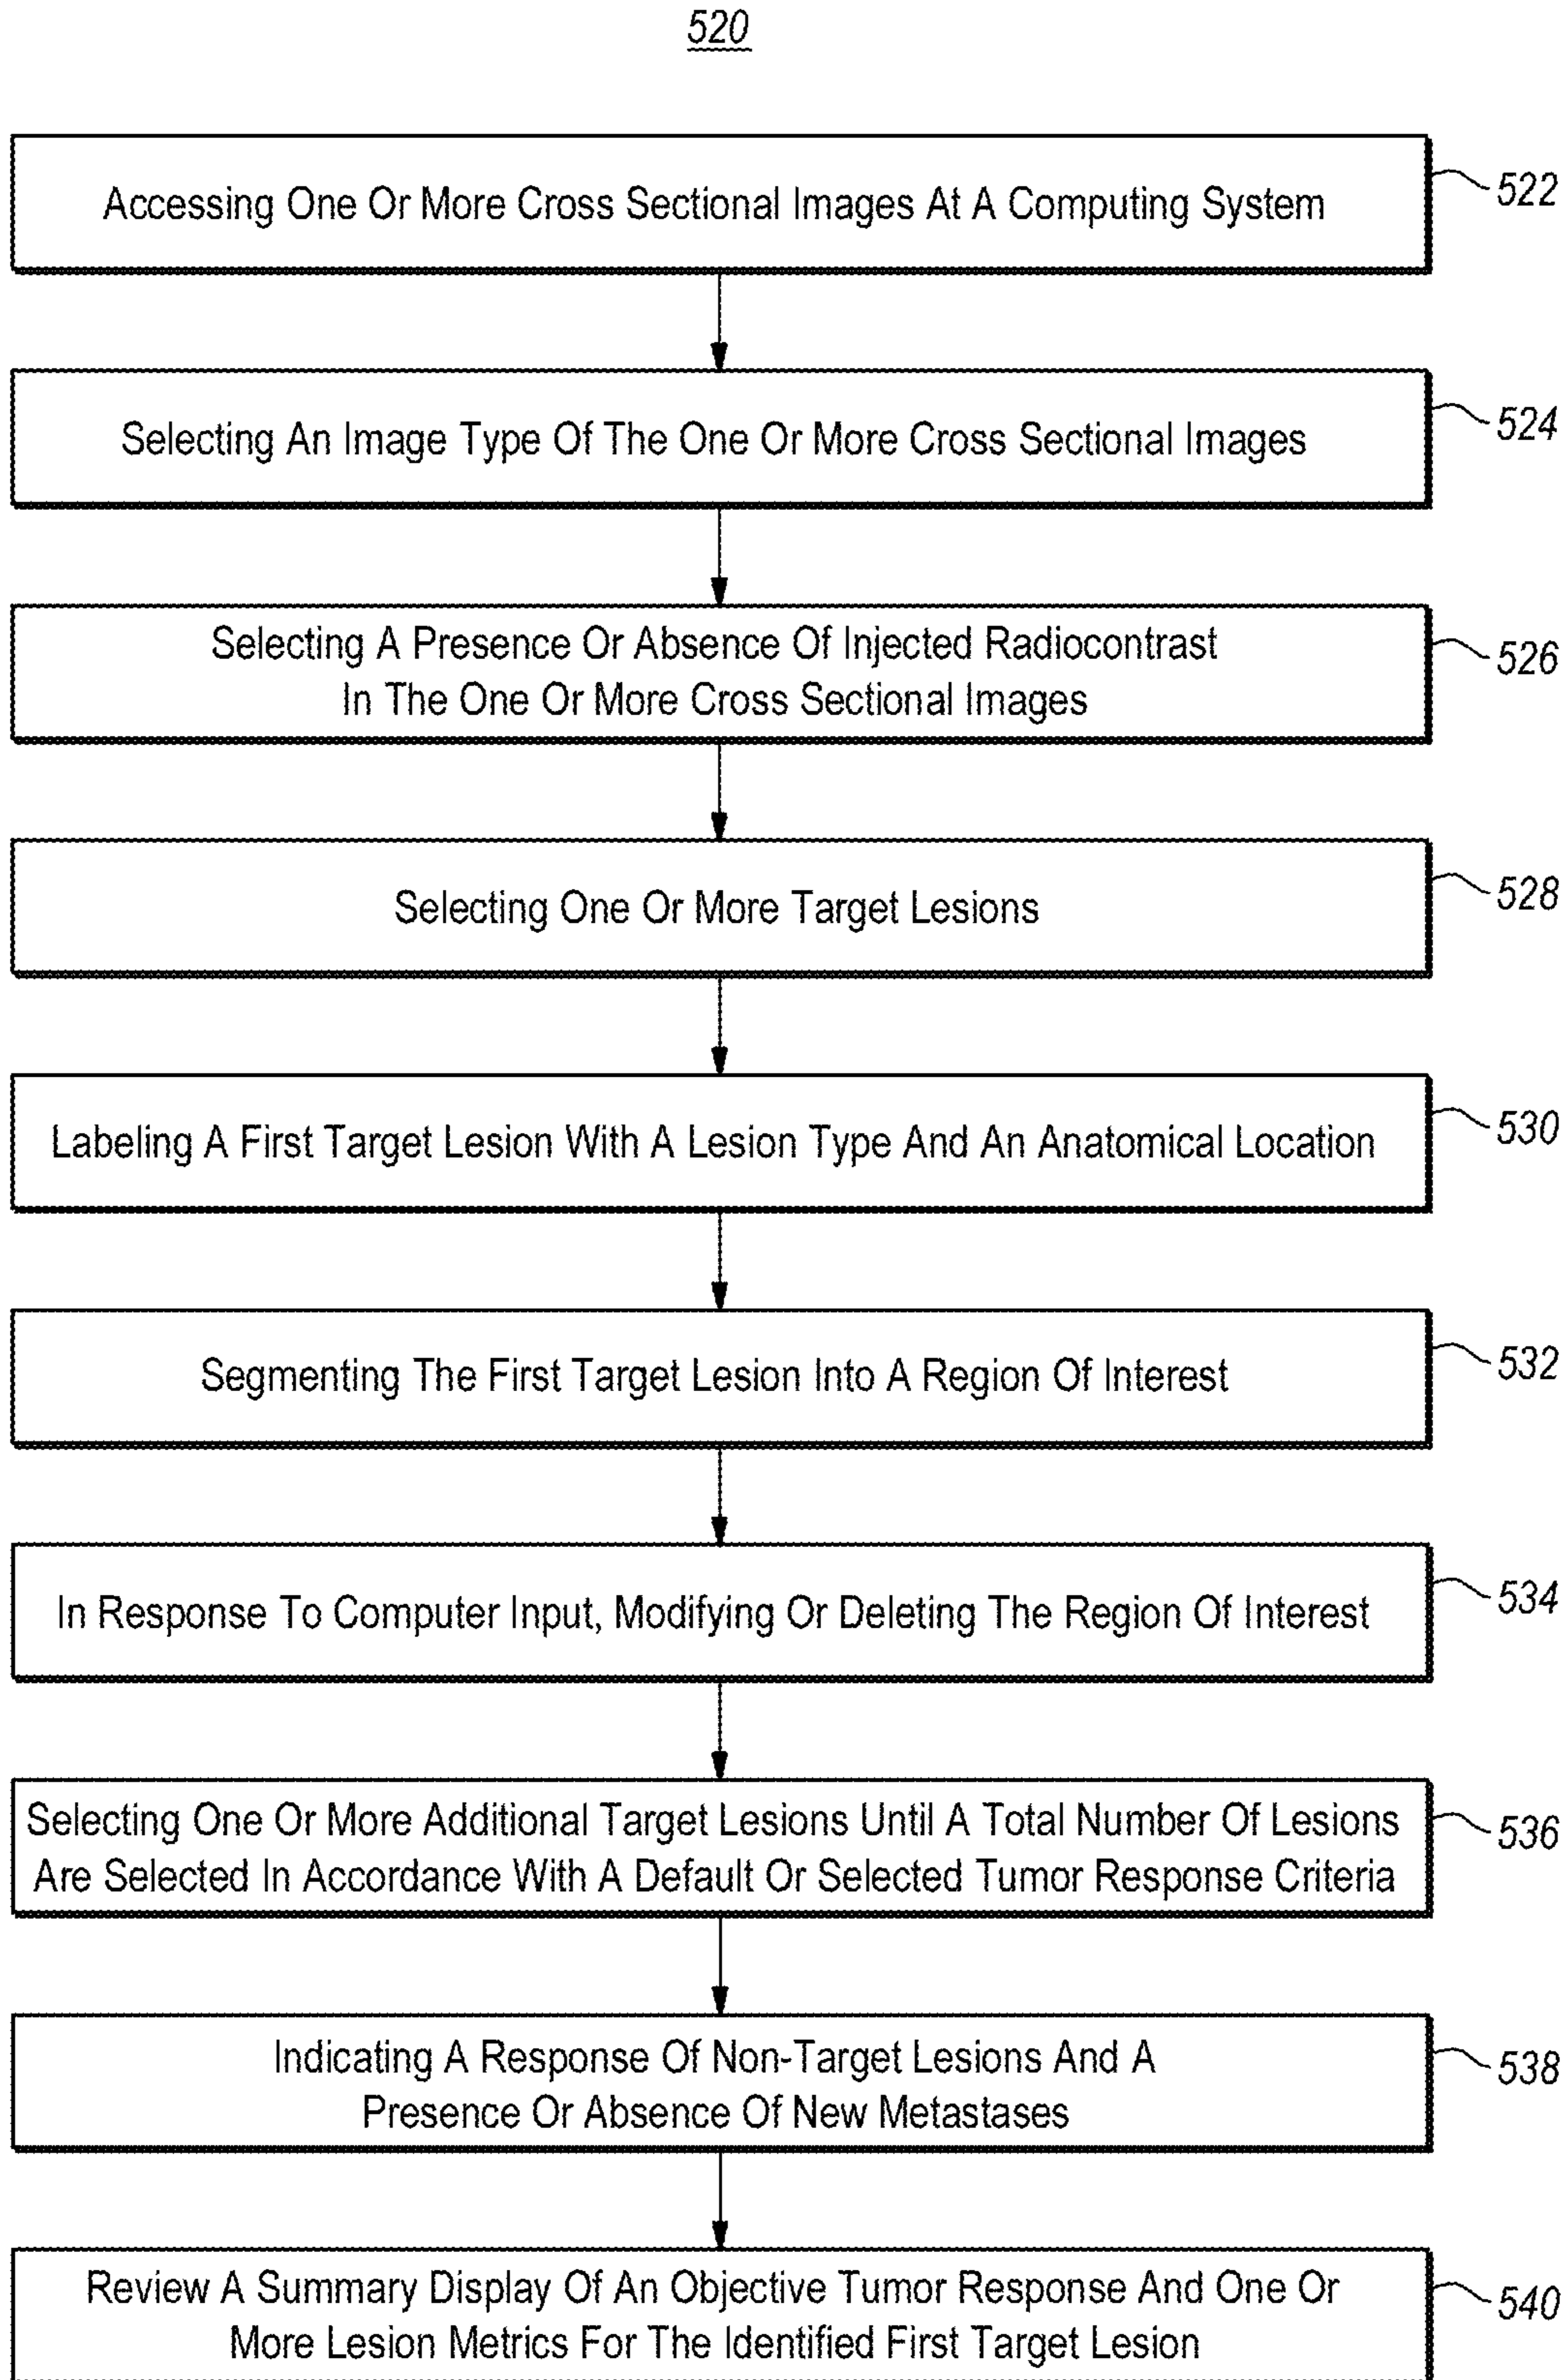 520
Accessing One Or More Cross Sectional Images At A Computing System
522
Selecting An Image Type Of The One Or More Cross Sectional Images
524
Selecting A Presence Or Absence Of Injected Radiocontrast
In The One Or More Cross Sectional Images
526
Selecting One Or More Target Lesions
528
Labeling A First Target Lesion With A Lesion Type And An Anatomical Location
530
Segmenting The First Target Lesion Into A Region Of Interest
532
In Response To Computer Input, Modifying Or Deleting The Region Of Interest
534
Selecting One Or More Additional Target Lesions Until A Total Number Of Lesions
Are Selected In Accordance With A Default Or Selected Tumor Response Criteria
536
Indicating A Response Of Non-Target Lesions And A
Presence Or Absence Of New Metastases
538
Review A Summary Display Of An Objective Tumor Response And One Or
More Lesion Metrics For The Identified First Target Lesion
540